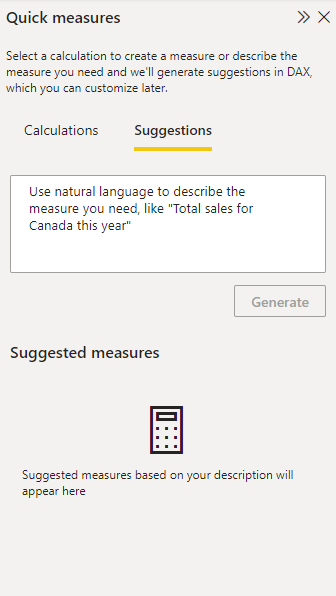 Quick measures
Select a calculation to create a measure or describe the
measure you need and we'll generate suggestions in DAX,
which you can customize later.
Calculations Suggestions
Use natural language to describe the
measure you need, like "Total sales for
Canada this year"
Generate
Suggested measures
Suggested measures based on your description will
appear here